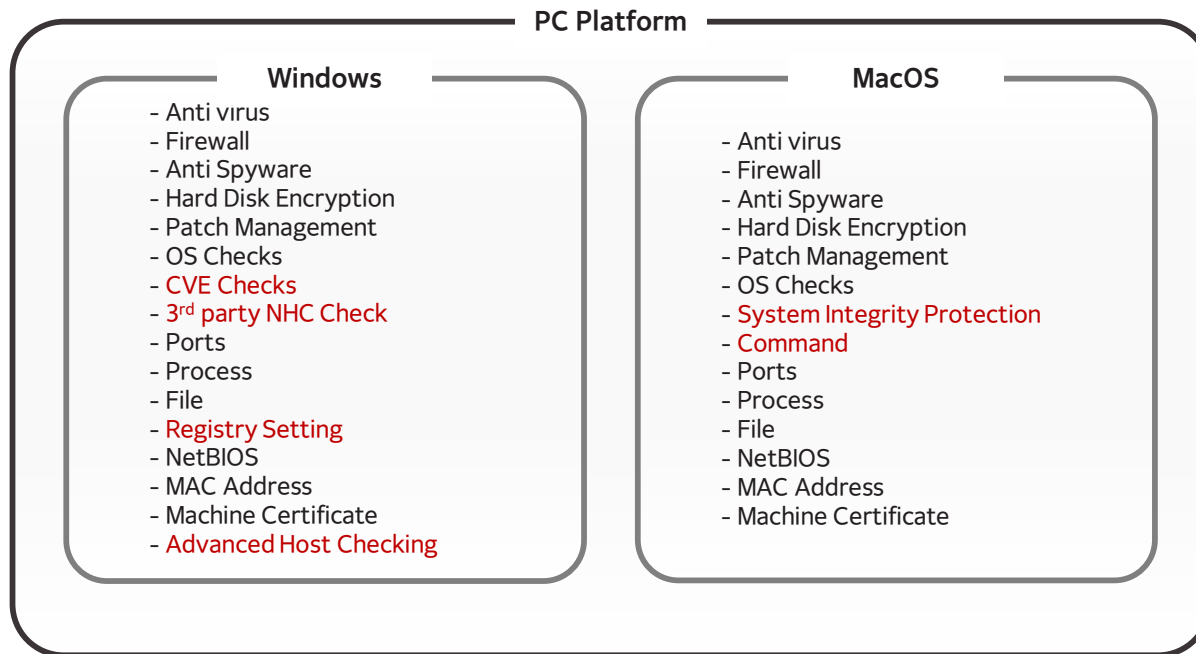 PC Platform
Windows
- Anti virus
- Firewall
- Anti Spyware
- Hard Disk Encryption
- Patch Management
- OS Checks
- CVE Checks
- 3rd party NHC Check
- Ports
- Process
- File
- Registry Setting
- NetBIOS
- MAC Address
- Machine Certificate
- Advanced Host Checking
MacOS
- Anti virus
- Firewall
- Anti Spyware
- Hard Disk Encryption
- Patch Management
- OS Checks
- System Integrity Protection
- Command
- Ports
- Process
- File
- NetBIOS
- MAC Address
- Machine Certificate